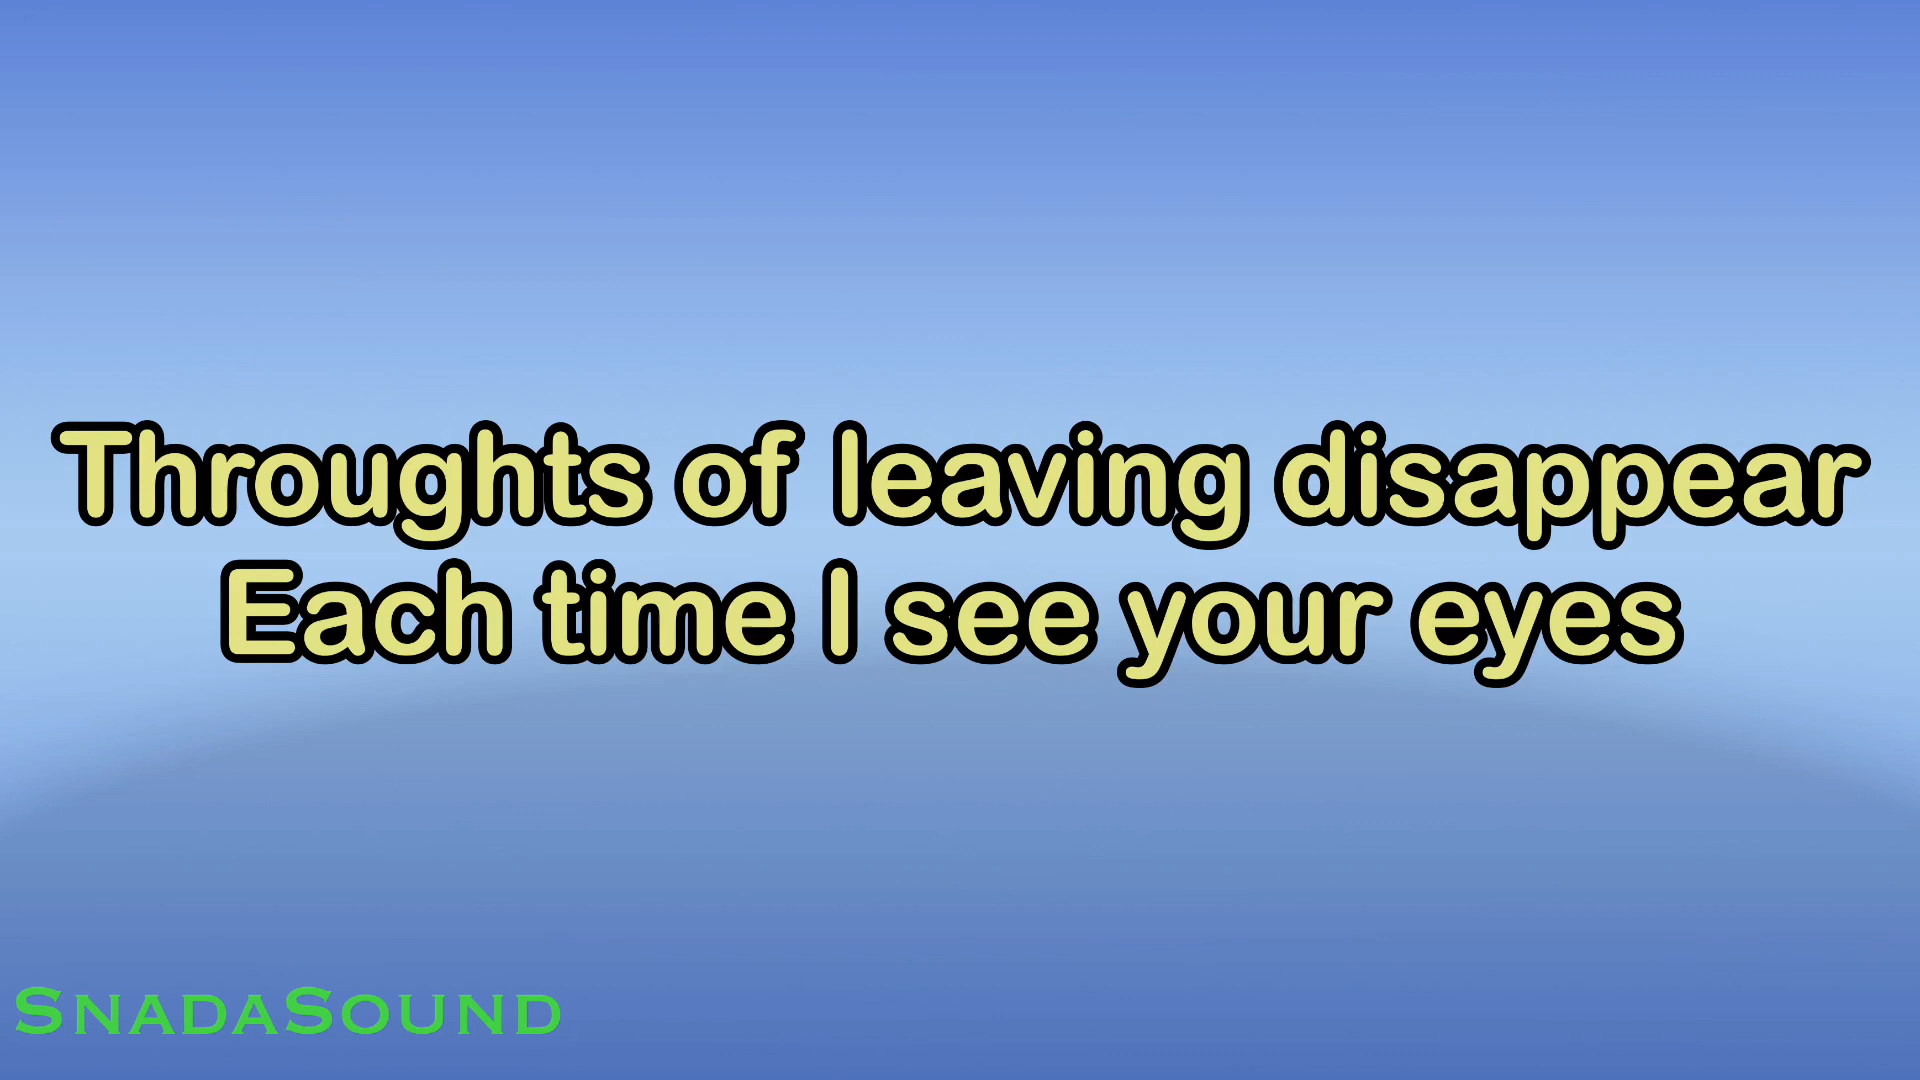 Throughts of leaving disappear
Each time I see your eyes
SnadaSound